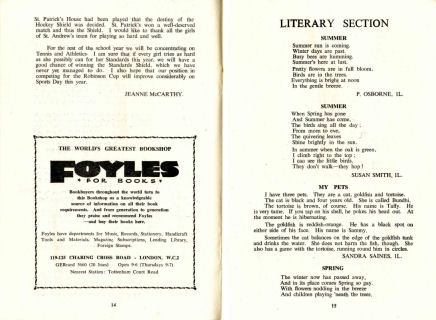 St. Patrick's House had been played that the destiny of the
Hockey Shield was decided. St. Patrick's won a well-deserved
match and thus the Shield. I would like to thank all the girls
of St. Andrew's team for playing so hard and well.
For the rest of the school year we will be concentrating on
Tennis and Athletics- I am sure that if every girl tries as hard
as she possibly can for her Standards this year, we will have a
good chance of winning the Standards Shield, which we have
never yet managed to do. I also hope that our position in
competing for the Robinson Cup will improve considerably on
Sports Day this year.
JEANNE McCARTHY.
THE WORLD'S GREATEST BOOKSHOP
FOYLES
FOR BOOKS
Bookbuyers throughout the world turn to
this Bookshop as a knowledgeable
source of information on all their book
requirements. And from generation to generation
they praise and recommend Foyles
—and buy their books here.
Foyles have departments for Music, Records, Stationery, Handicraft
Tools and Materials, Magazine Subscriptions, Lending Library,
Foreign Stamps.
119-125 CHARING CROSS ROAD - LONDON, W.C.2
GERrard 5660 (20 lines) Open 9-6 (Thursdays 9-7)
Nearest Station: Tottenham Court Road
14
LITERARY SECTION
SUMMER
Summer sun is coming.
Winter days are past.
Busy bees are humming.
Summer's here at last.
Pretty flowers are in full bloom,
Birds are in the trees.
Everything is bright at noon
In the gentle breeze.
P. OSBORNE, IL.
SUMMER
When Spring has gone
And Summer has come,
The birds sing all day;
From morn to eve,
The quivering leaves
Shine brightly in the sun.
In summer when the oak is green,
I climb right to the top;
I can see the little birds.
They don't walk—they hop!
SUSAN SMITH, IL.
MY PETS
I have three pets. They are a cat, goldfish and tortoise.
The cat is black and four years old. She is called Bundhi.
The tortoise is brown, of course. His name is Taffy. He
is very tame. If you tap on his shell, he pokes his head out. At
the moment he is hibernating.
The goldfish is reddish-orange. He has a black spot on
either side of his face. His name is Sammy.
Sometimes the cat balances on the edge of the goldfish tank
and drinks the water. She does not harm the fish, though. She
also has a game with the tortoise, running round him in circles.
SANDRA SAINES, IL.
SPRING
The winter now has passed away,
And in its place comes Spring so gay.
With flowers nodding in the breeze
And children playing 'neath the trees,
15